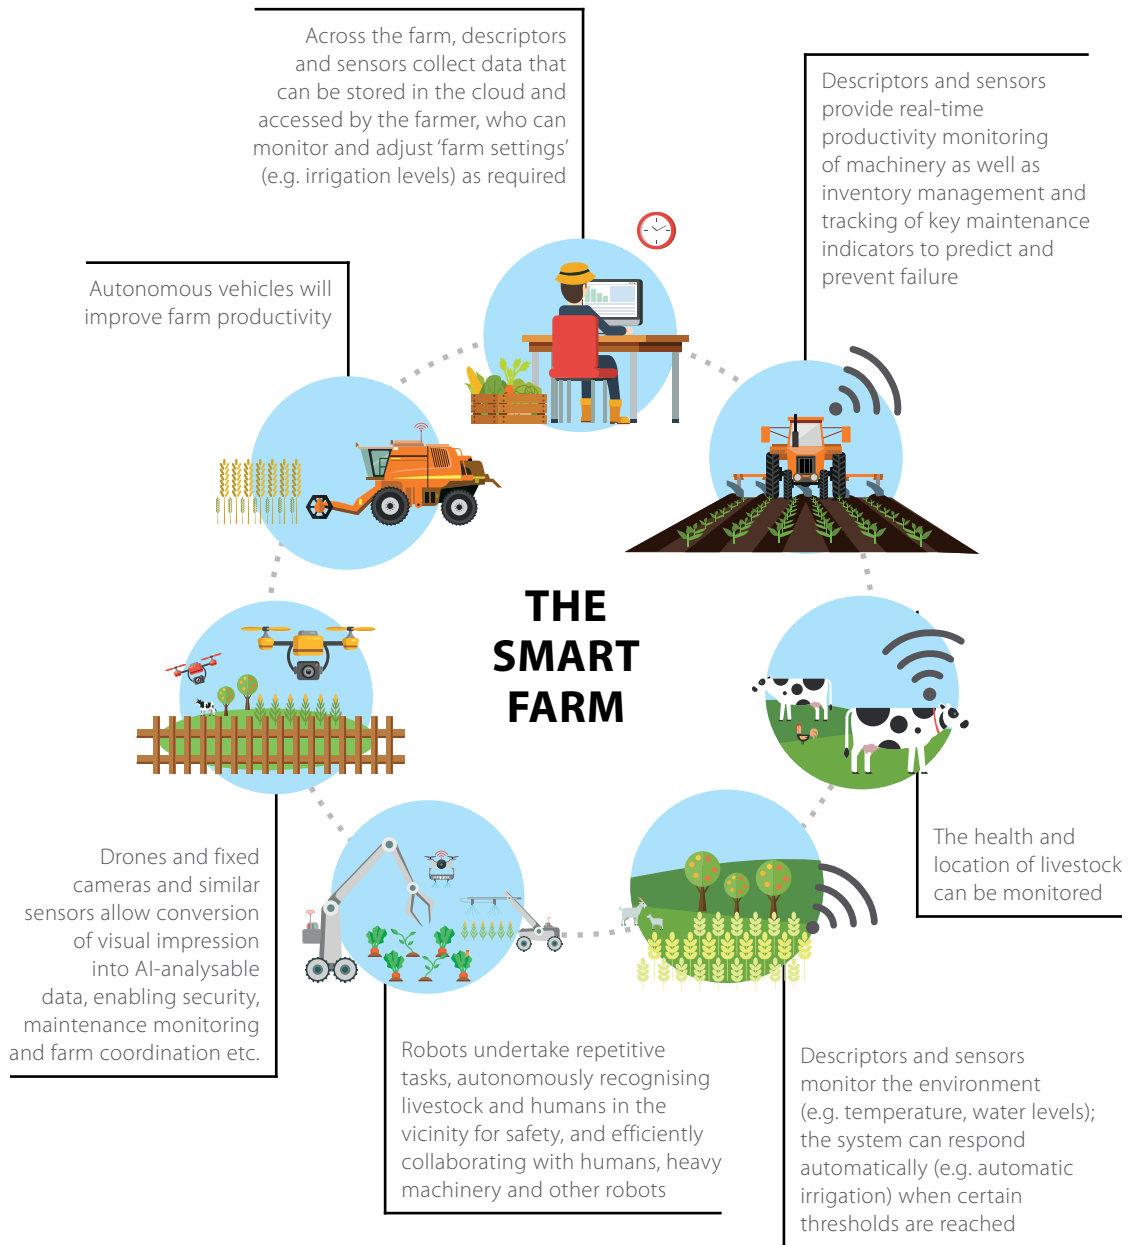 Across the farm, descriptors
and sensors collect data that
can be stored in the cloud and
accessed by the farmer, who can
monitor and adjust ‘farm settings’
(e.g. irrigation levels) as required
Descriptors and sensors
provide real-time
productivity monitoring
of machinery as well as
inventory management and
tracking of key maintenance
indicators to predict and
prevent failure
Autonomous vehicles will
improve farm productivity
THE
SMART
FARM
The health and
location of livestock
can be monitored
Drones and fixed
cameras and similar
sensors allow conversion
of visual impression
into AI-analysable
data, enabling security,
maintenance monitoring
and farm coordination etc.
Robots undertake repetitive
tasks, autonomously recognising
livestock and humans in the
vicinity for safety, and efficiently
collaborating with humans, heavy
machinery and other robots
Descriptors and sensors
monitor the environment
(e.g. temperature, water levels);
the system can respond
automatically (e.g. automatic
irrigation) when certain
thresholds are reached